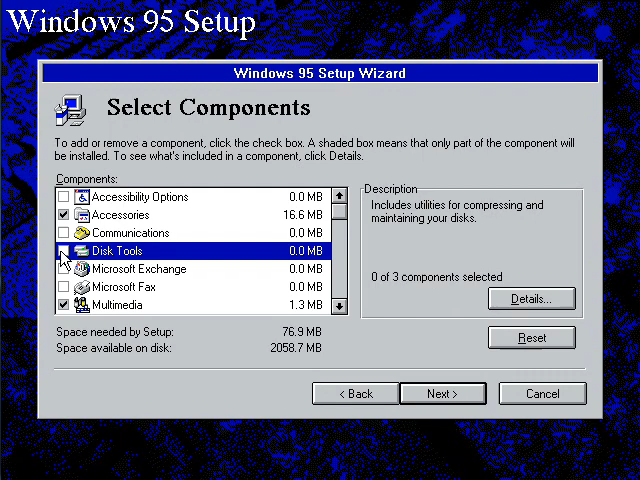 Windows 95 Setup
Windows 95 Setup Wizard
Select Components
To add or remove a component, click the check box. A shaded box means that only part of the component will
be installed. To see what's included in a component, click Details.
Components:
Accessibility Options 0.0 MB
Accessories 16.6 MB
Communications 0.0 MB
Disk Tools 0.0 MB
Microsoft Exchange 0.0 MB
Microsoft Fax 0.0 MB
Multimedia 1.3 MB
Description
Includes utilities for compressing and
maintaining your disks.
0 of 3 components selected
Details...
Space needed by Setup: 76.9 MB
Space available on disk: 2058.7 MB
Reset
< Back
Next >
Cancel